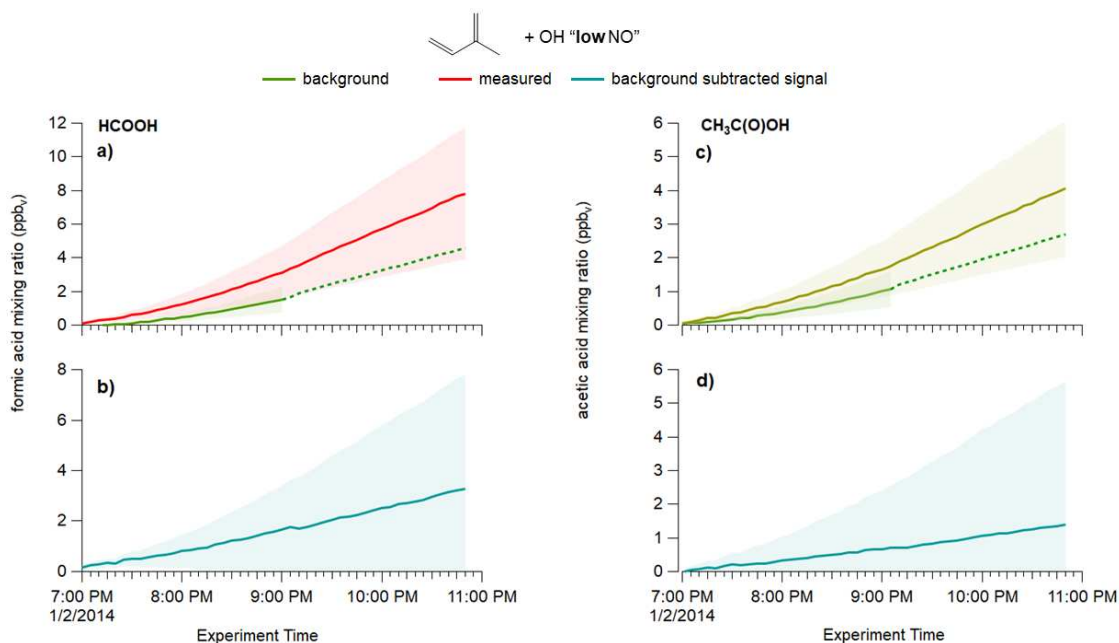 + OH “low NO”
background
measured
background subtracted signal
HCOOH
a)
12
10
8
6
4
2
0
formic acid mixing ratio (ppbᵥ)
b)
8
6
4
2
0
7:00 PM
1/2/2014
8:00 PM
9:00 PM
10:00 PM
11:00 PM
Experiment Time
CH₃C(O)OH
c)
6
5
4
3
2
1
0
acetic acid mixing ratio (ppbᵥ)
d)
6
5
4
3
2
1
0
7:00 PM
1/2/2014
8:00 PM
9:00 PM
10:00 PM
11:00 PM
Experiment Time